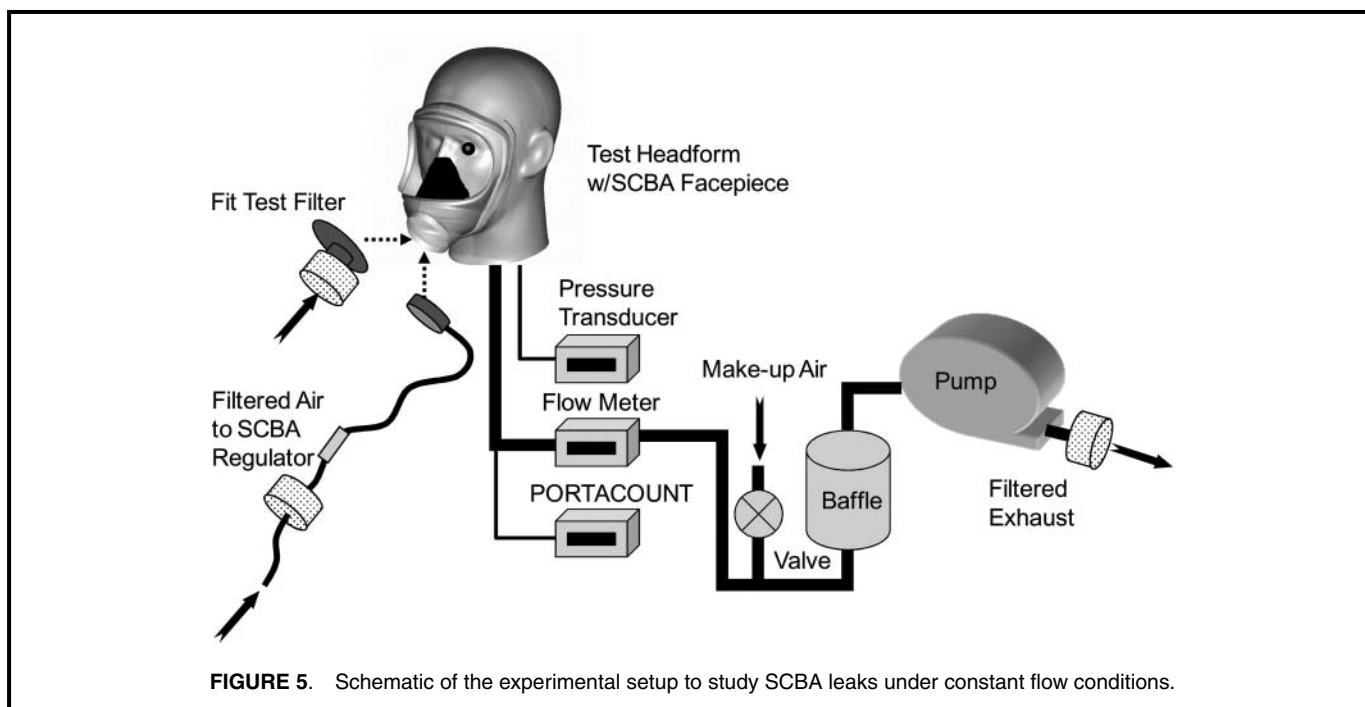 Test Headform
w/SCBA Facepiece
Fit Test Filter
Pressure
Transducer
Make-up Air
Pump
Filtered Air
to SCBA
Regulator
Flow Meter
PORTACOUNT
Baffle
Filtered
Exhaust
Valve
FIGURE 5. Schematic of the experimental setup to study SCBA leaks under constant flow conditions.